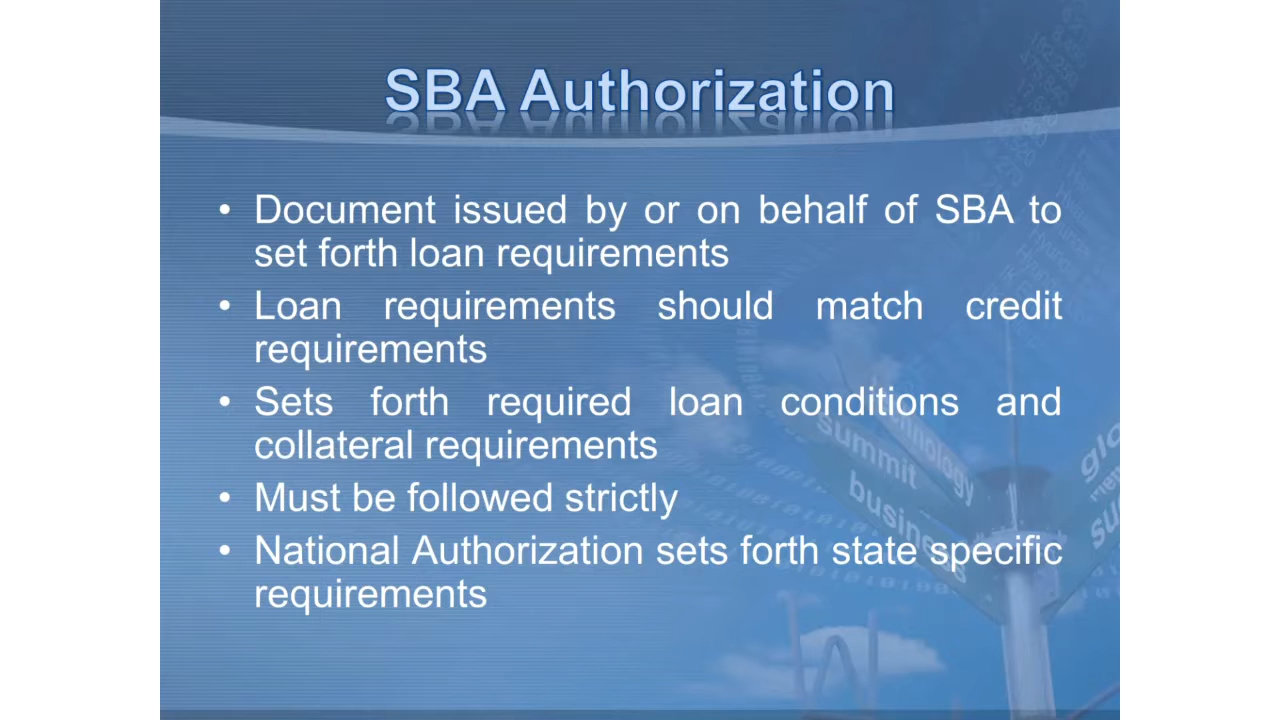 SBA Authorization
• Document issued by or on behalf of SBA to
set forth loan requirements
• Loan requirements should match credit
requirements
• Sets forth required loan conditions and
collateral requirements
• Must be followed strictly
• National Authorization sets forth state specific
requirements
summit
business